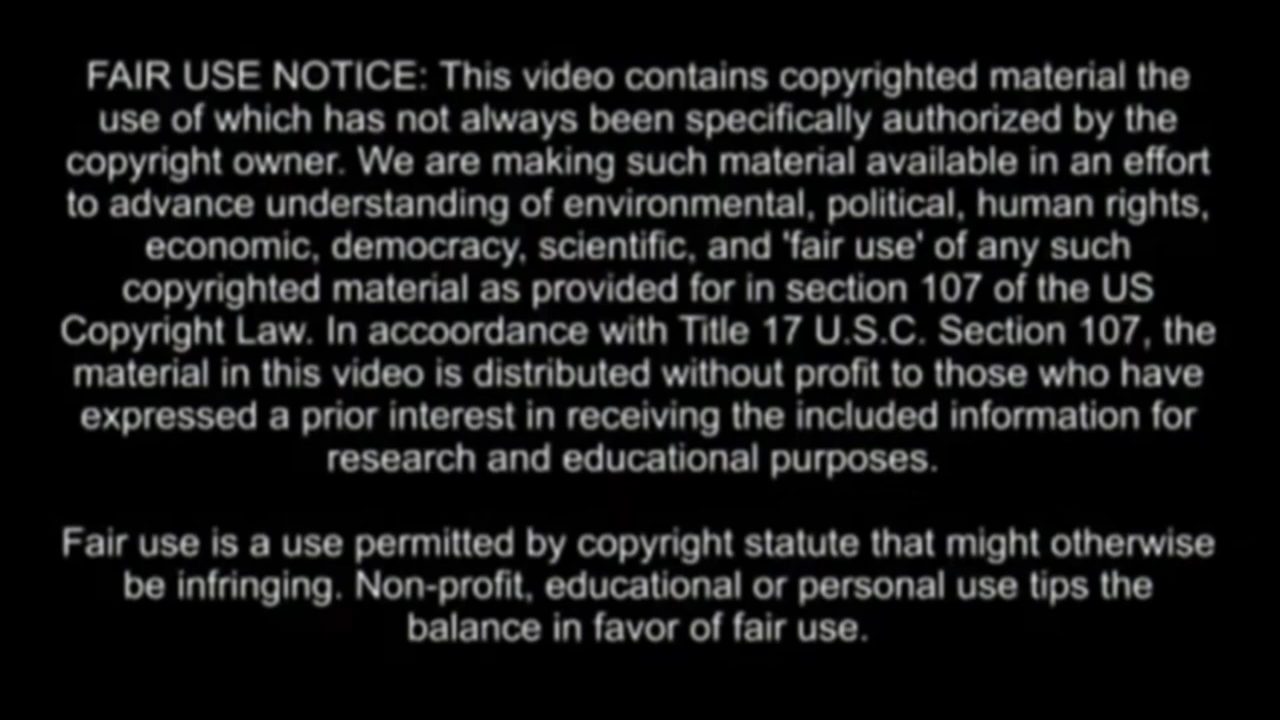 FAIR USE NOTICE: This video contains copyrighted material the
use of which has not always been specifically authorized by the
copyright owner. We are making such material available in an effort
to advance understanding of environmental, political, human rights,
economic, democracy, scientific, and 'fair use' of any such
copyrighted material as provided for in section 107 of the US
Copyright Law. In accoordance with Title 17 U.S.C. Section 107, the
material in this video is distributed without profit to those who have
expressed a prior interest in receiving the included information for
research and educational purposes.
Fair use is a use permitted by copyright statute that might otherwise
be infringing. Non-profit, educational or personal use tips the
balance in favor of fair use.